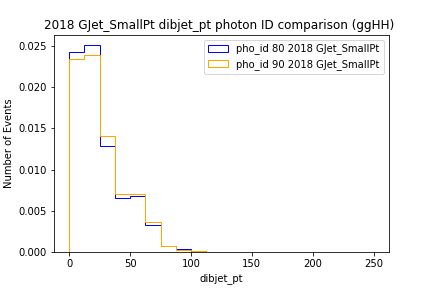 2018 GJet_SmallPt dibjet_pt photon ID comparison (ggHH)
pho_id 80 2018 GJet_SmallPt
pho_id 90 2018 GJet_SmallPt
Number of Events
0.025
0.020
0.015
0.010
0.005
0.000
0 50 100 150 200 250
dibjet_pt